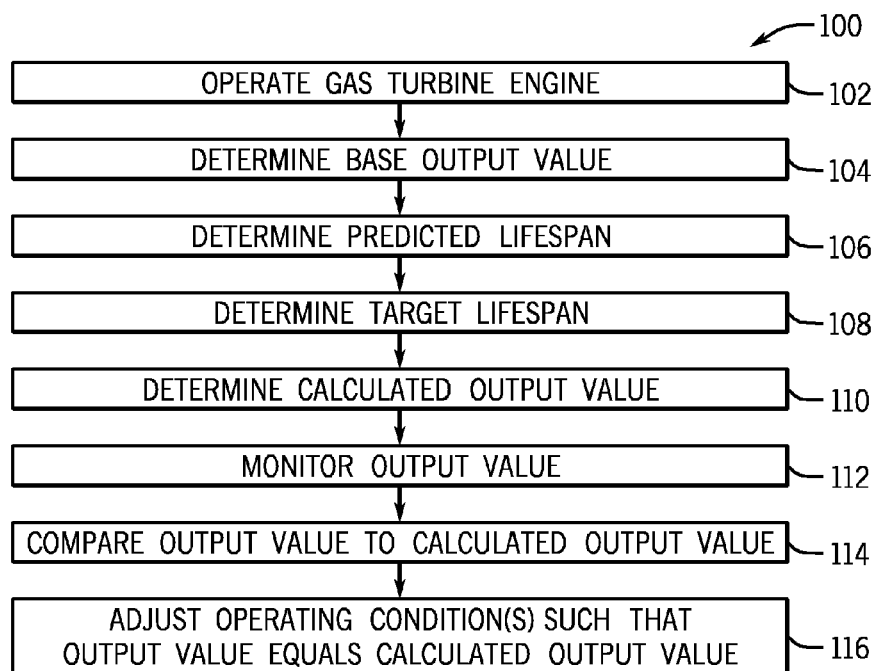 100
OPERATE GAS TURBINE ENGINE
102
DETERMINE BASE OUTPUT VALUE
104
DETERMINE PREDICTED LIFESPAN
106
DETERMINE TARGET LIFESPAN
108
DETERMINE CALCULATED OUTPUT VALUE
110
MONITOR OUTPUT VALUE
112
COMPARE OUTPUT VALUE TO CALCULATED OUTPUT VALUE
114
ADJUST OPERATING CONDITION(S) SUCH THAT
OUTPUT VALUE EQUALS CALCULATED OUTPUT VALUE
116